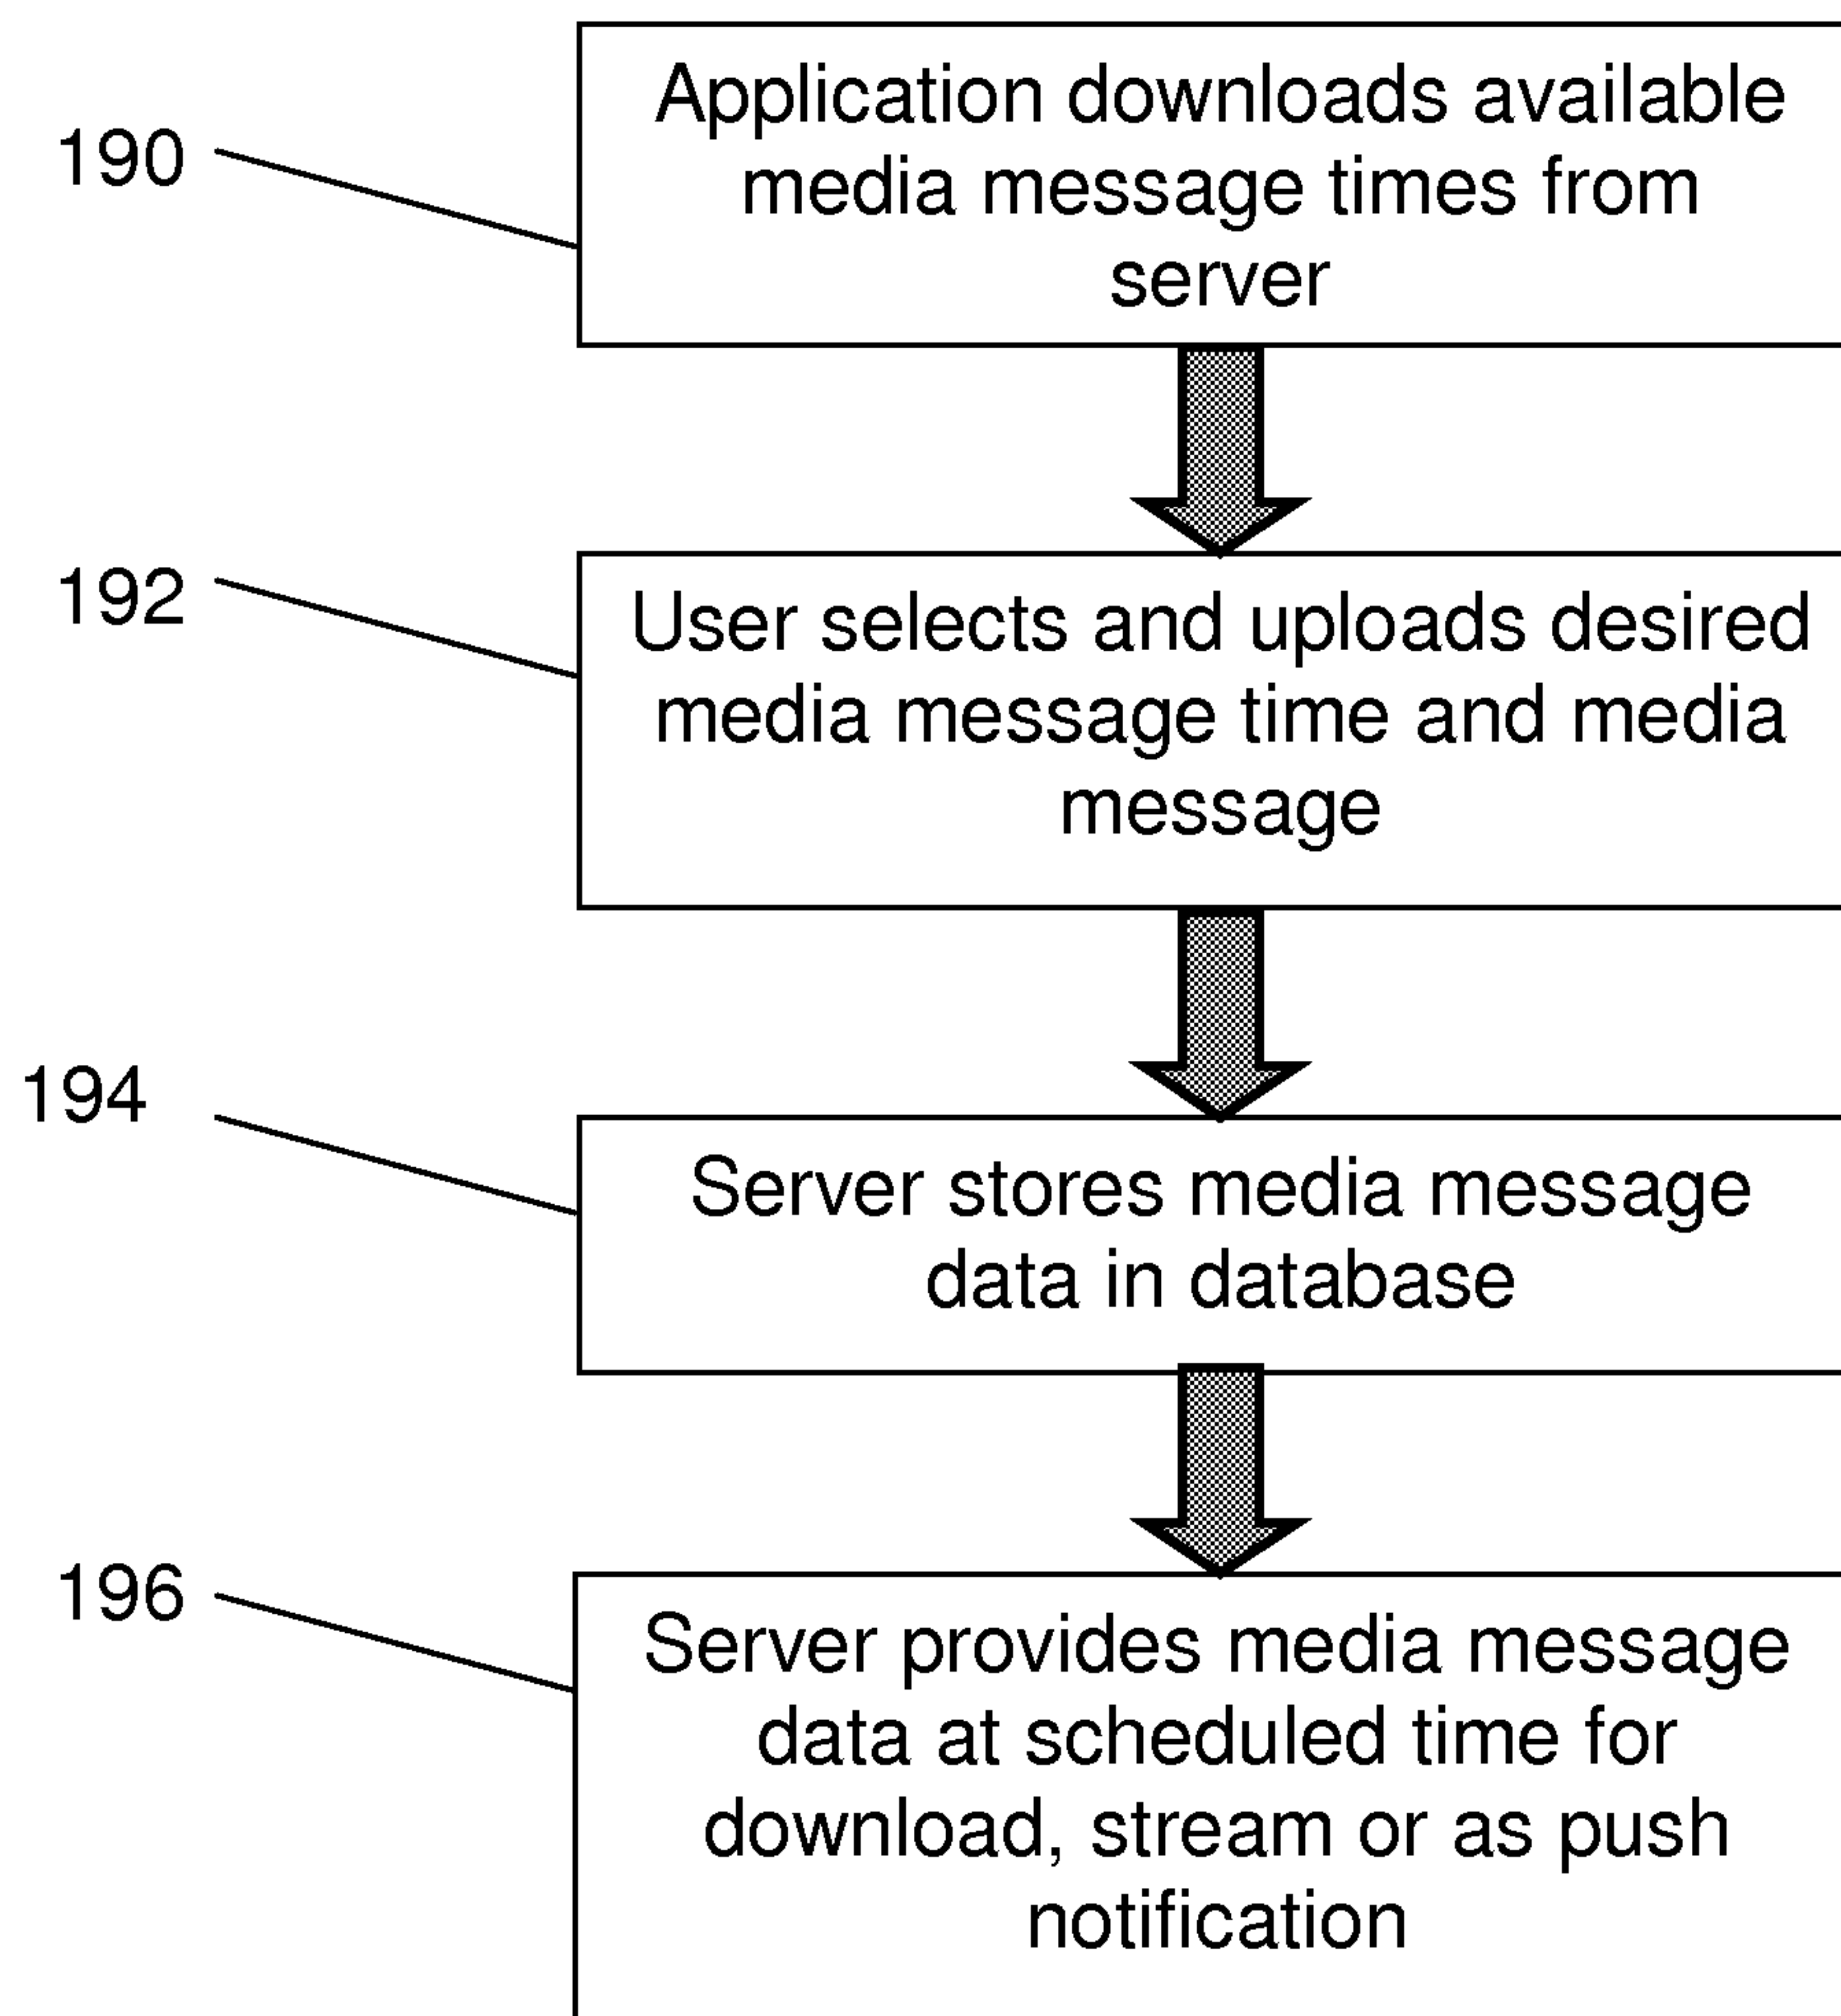 190
Application downloads available
media message times from
server
192
User selects and uploads desired
media message time and media
message
194
Server stores media message
data in database
196
Server provides media message
data at scheduled time for
download, stream or as push
notification